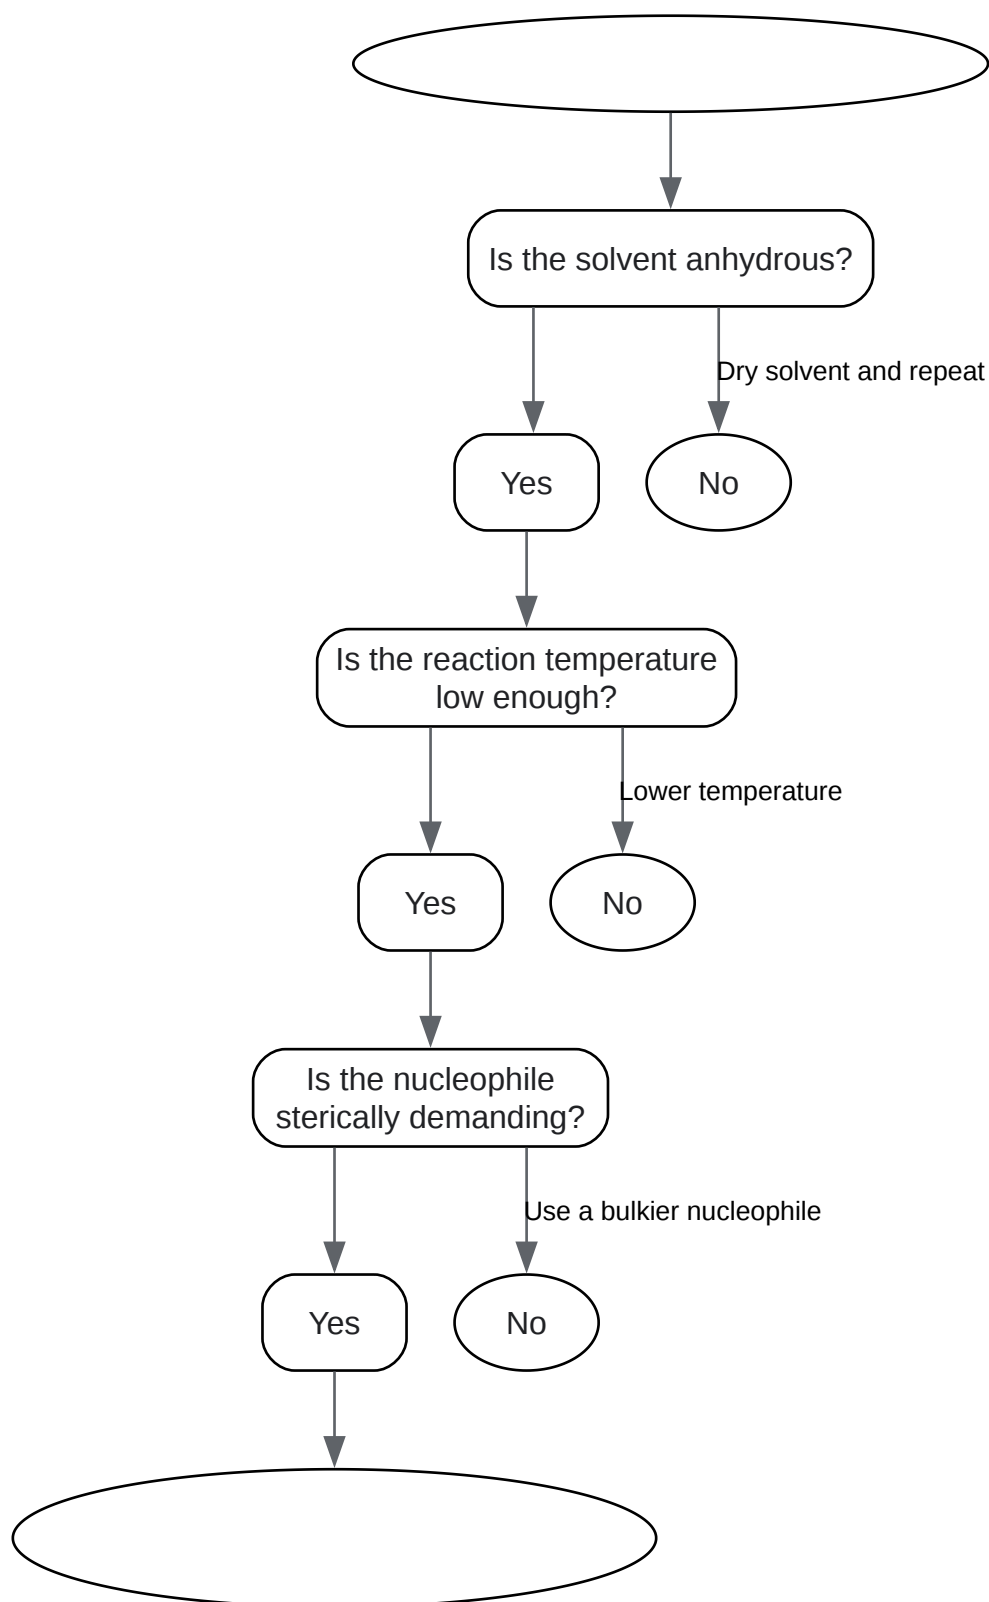 Is the solvent anhydrous?
Dry solvent and repeat
Yes
No
Is the reaction temperature
low enough?
Lower temperature
Yes
No
Is the nucleophile
sterically demanding?
Use a bulkier nucleophile
Yes
No